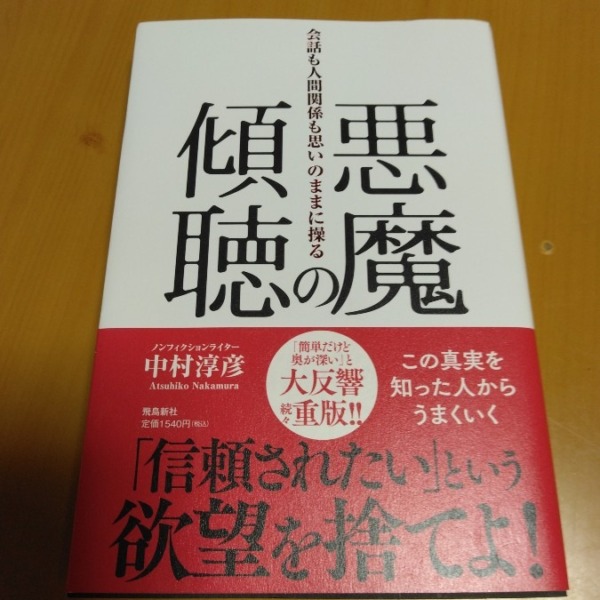 悪魔の
傾聴
会話も人間関係も思いのままに操る
ノンフィクションライター
中村淳彦
Atsuhiko Nakamura
飛鳥新社
定価1540円(税込)
「簡単だけど
奥が深い」と
大反響
続々重版!!
この真実を
知った人から
うまくいく
「信頼されたい」という
欲望を捨てよ!